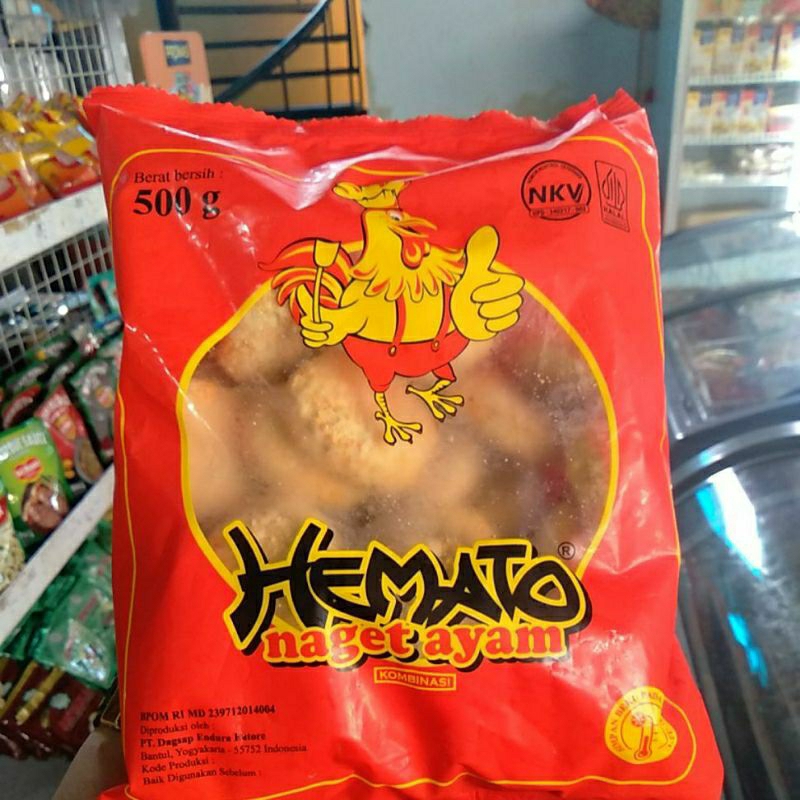 Berat bersih :
500 g
NKV
HALAL
HEMATO®
naget ayam
KOMBINASI
BPOM RI MD 239712014004
Diproduksi oleh :
PT. Dagsap Endura Eatore
Bantul, Yogyakarta - 55752 Indonesia
Kode Produksi :
Baik Digunakan Sebelum :